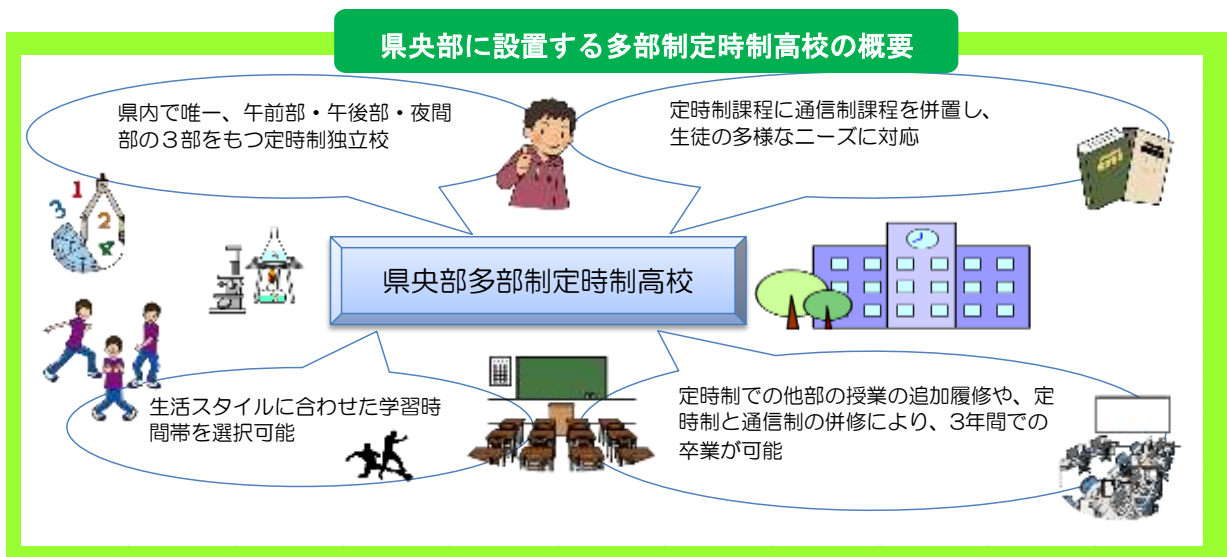 県央部に設置する多部制定時制高校の概要
県内で唯一、午前部・午後部・夜間
部の３部をもつ定時制独立校
定時制課程に通信制課程を併置し、
生徒の多様なニーズに対応
1
3
2
4
県央部多部制定時制高校
生活スタイルに合わせた学習時
間帯を選択可能
定時制での他部の授業の追加履修や、定
時制と通信制の併修により、3年間での
卒業が可能